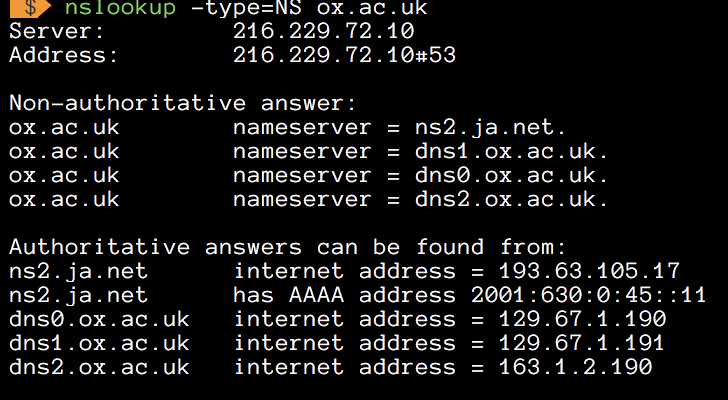 $ nslookup -type=NS ox.ac.uk
Server: 216.229.72.10
Address: 216.229.72.10#53
Non-authoritative answer:
ox.ac.uk nameserver = ns2.ja.net.
ox.ac.uk nameserver = dns1.ox.ac.uk.
ox.ac.uk nameserver = dns0.ox.ac.uk.
ox.ac.uk nameserver = dns2.ox.ac.uk.
Authoritative answers can be found from:
ns2.ja.net internet address = 193.63.105.17
ns2.ja.net has AAAA address 2001:630:0:45::11
dns0.ox.ac.uk internet address = 129.67.1.190
dns1.ox.ac.uk internet address = 129.67.1.191
dns2.ox.ac.uk internet address = 163.1.2.190